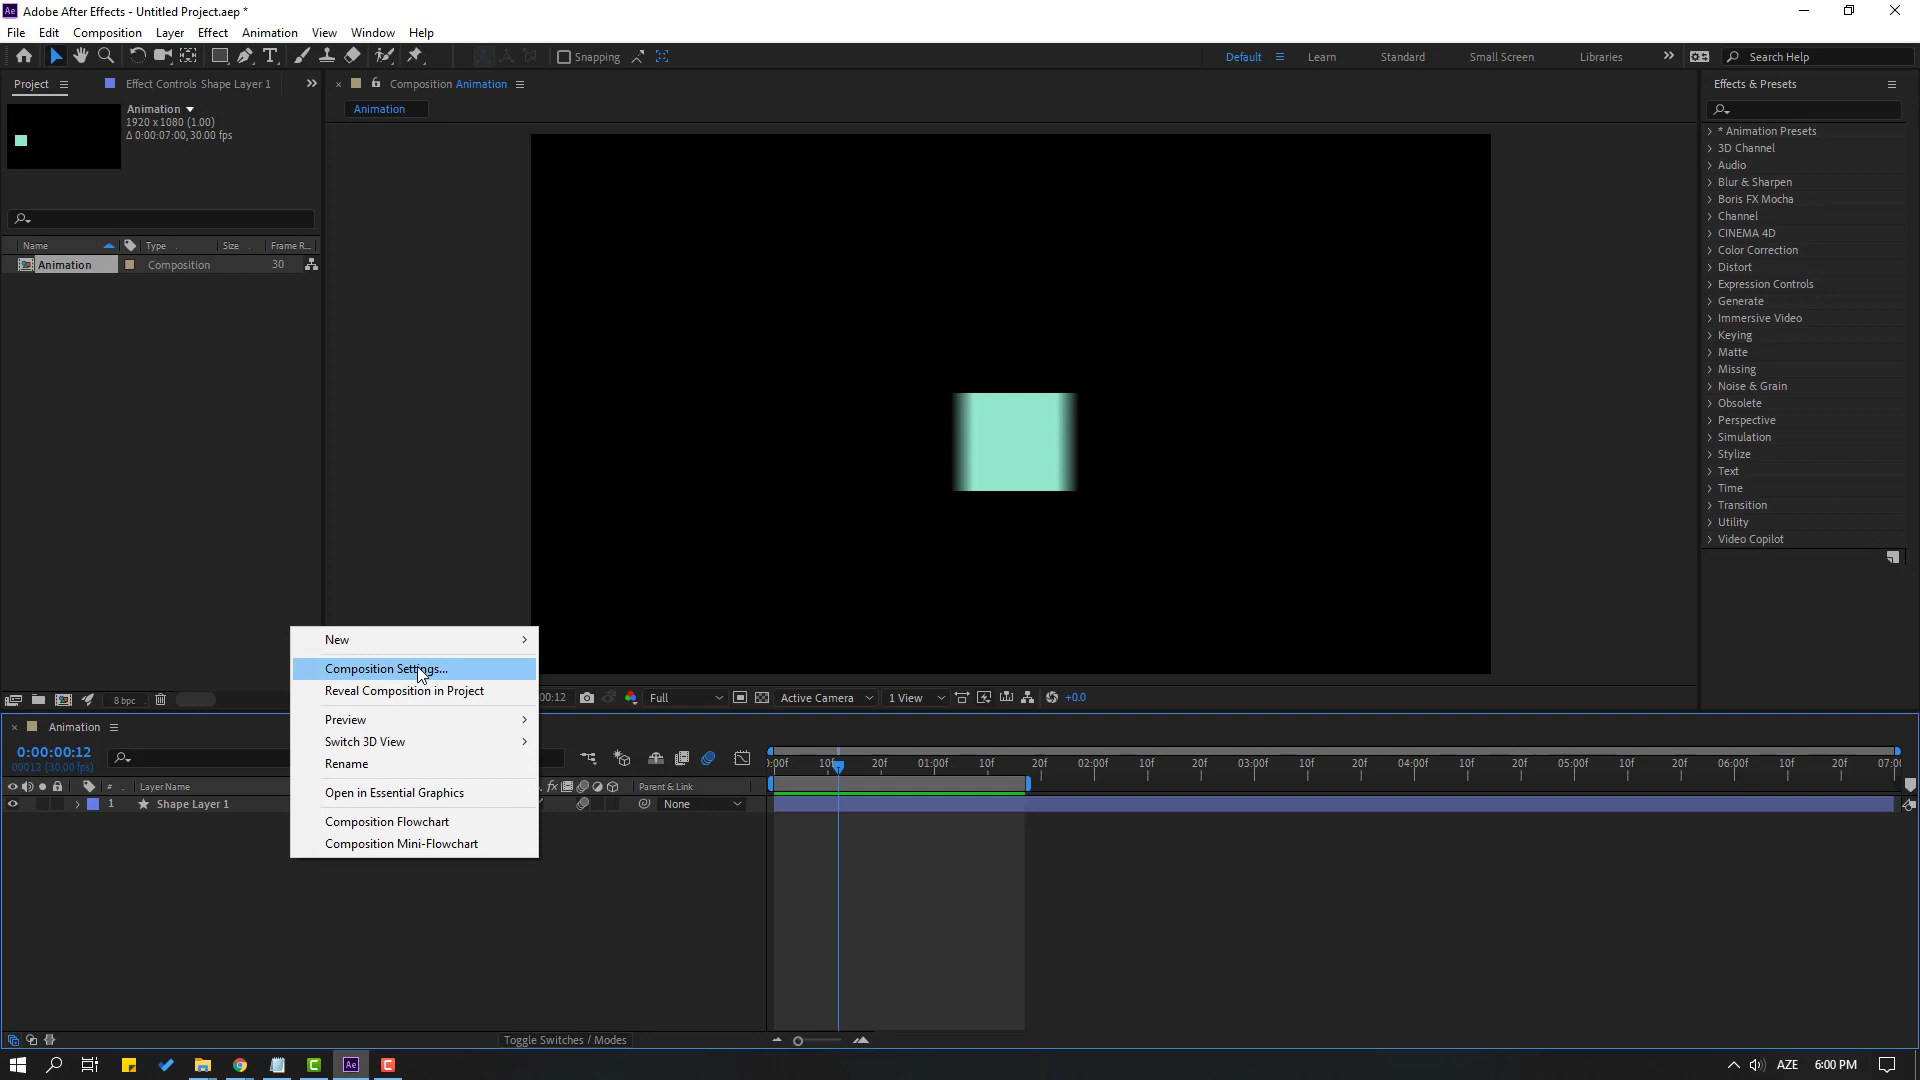 Adobe After Effects - Untitled Project.aep *
File Edit Composition Layer Effect Animation View Window Help
Snapping
Default Learn Standard Small Screen Libraries Search Help
Project Effect Controls Shape Layer 1
Composition Animation
Effects & Presets
Animation
Animation
1920 x 1080 (1.00)
Δ 0:00:07:00, 30.00 fps
* Animation Presets
3D Channel
Audio
Blur & Sharpen
Boris FX Mocha
Channel
CINEMA 4D
Color Correction
Distort
Expression Controls
Generate
Immersive Video
Keying
Matte
Missing
Noise & Grain
Obsolete
Perspective
Simulation
Stylize
Text
Time
Transition
Utility
Video Copilot
Name Type Size Frame R...
Animation Composition 30
New
Composition Settings...
Reveal Composition in Project
Preview
Switch 3D View
Rename
Open in Essential Graphics
Composition Flowchart
Composition Mini-Flowchart
8 bpc
00:12 Full Active Camera 1 View +0.0
Animation
0:00:00:12
00012 (30.00 fps)
:00f 10f 20f 01:00f 10f 20f 02:00f 10f 20f 03:00f 10f 20f 04:00f 10f 20f 05:00f 10f 20f 06:00f 10f 20f 07:00
# Layer Name fx Parent & Link
1 Shape Layer 1 None
Toggle Switches / Modes
Ae AZE 6:00 PM